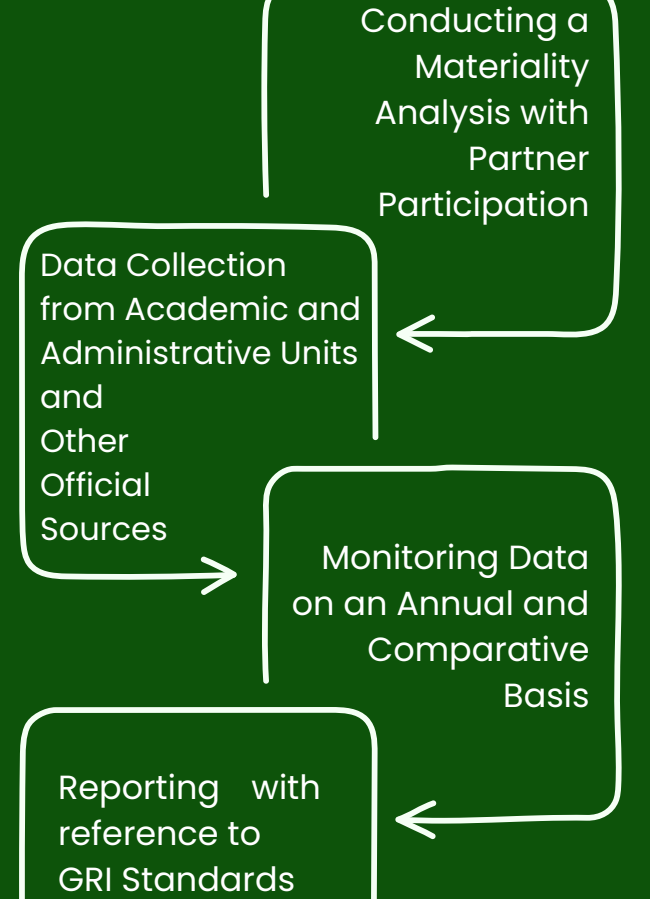 Conducting a
Materiality
Analysis with
Partner
Participation
Data Collection
from Academic and
Administrative Units
and
Other
Official
Sources
Monitoring Data
on an Annual and
Comparative
Basis
Reporting with
reference to
GRI Standards